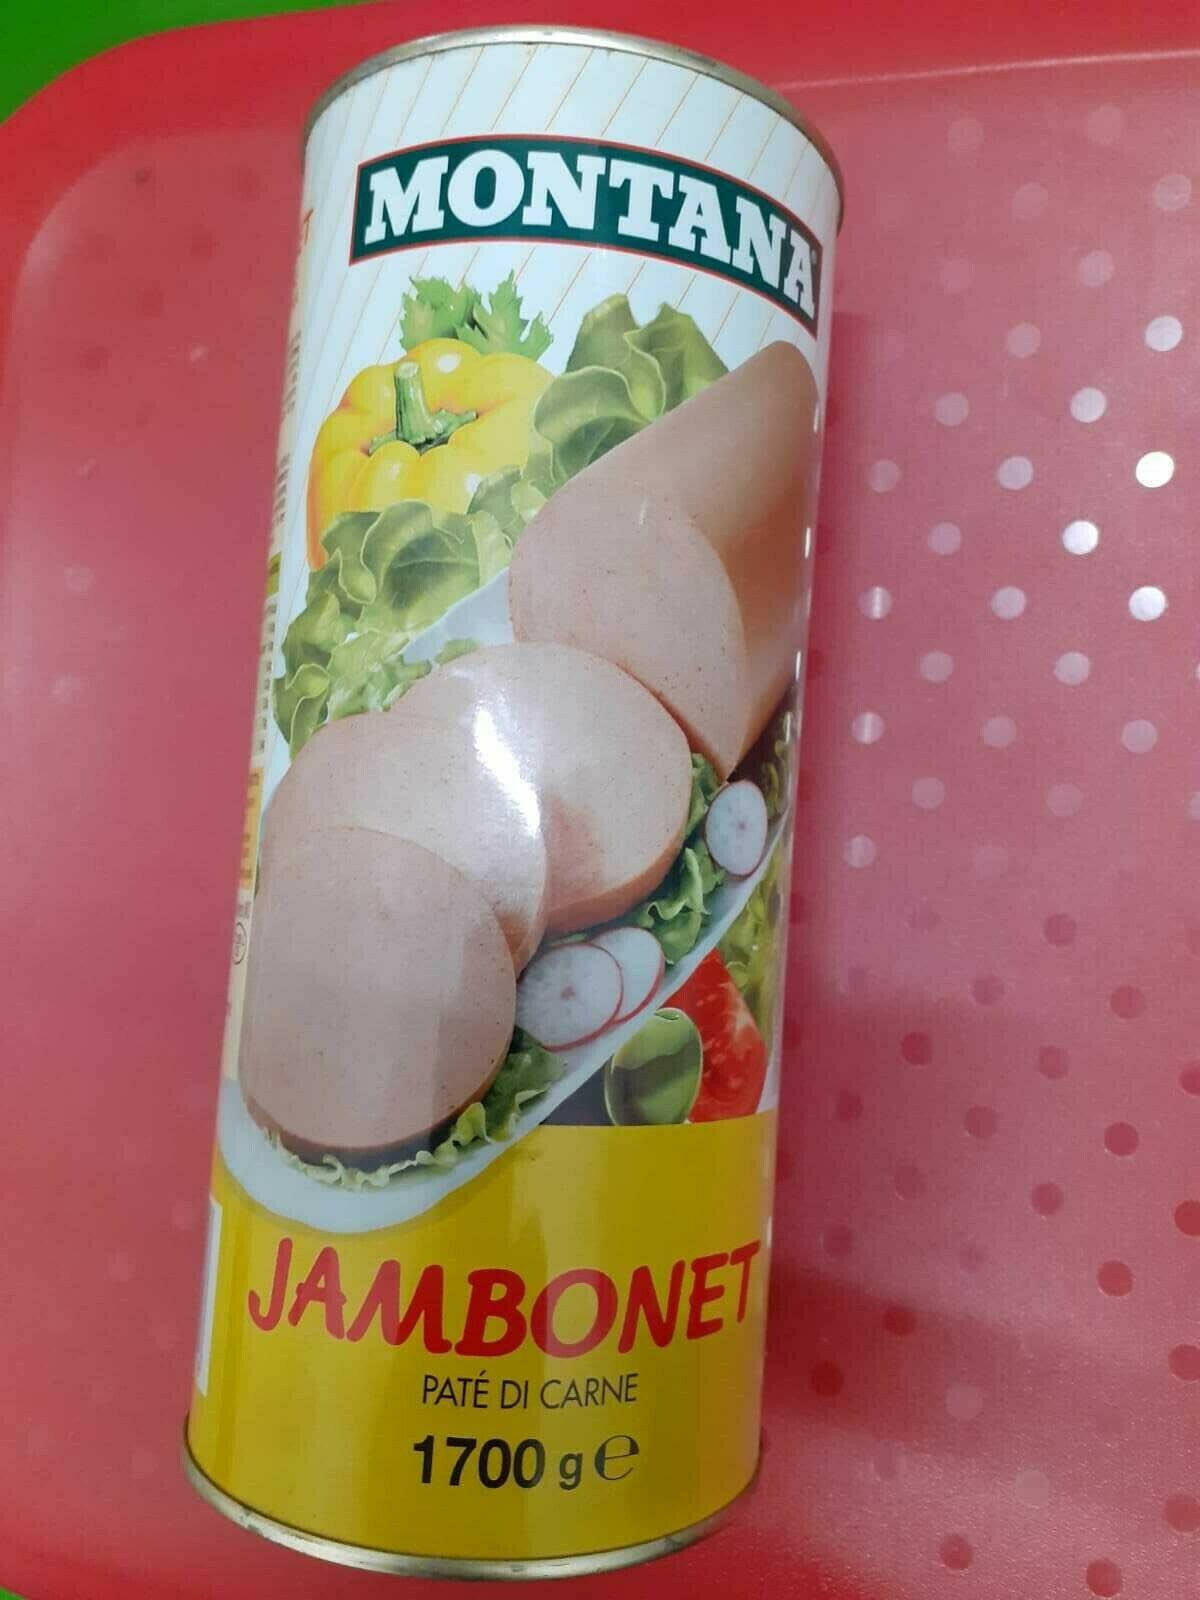 MONTANA
JAMBONET
PATÉ DI CARNE
1700 g e